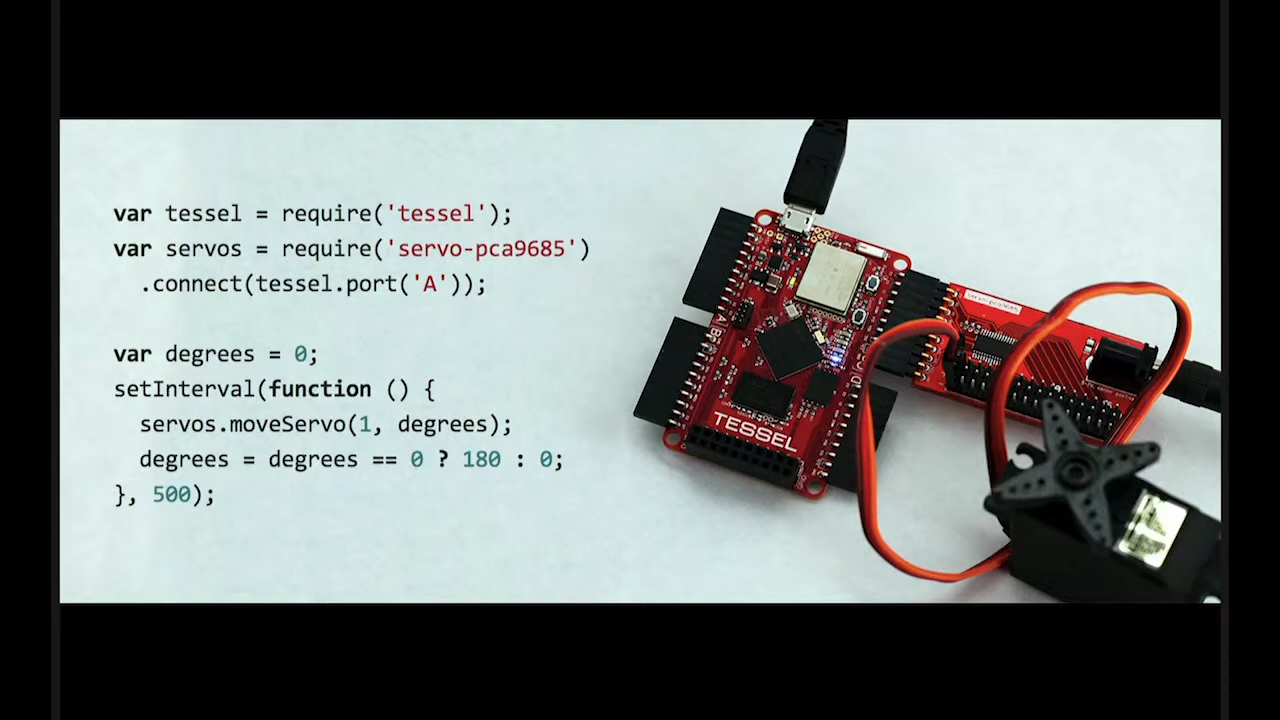 var tessel = require('tessel');
var servos = require('servo-pca9685')
.connect(tessel.port('A'));
var degrees = 0;
setInterval(function () {
servos.moveServo(1, degrees);
degrees = degrees == 0 ? 180 : 0;
}, 500);
TESSEL